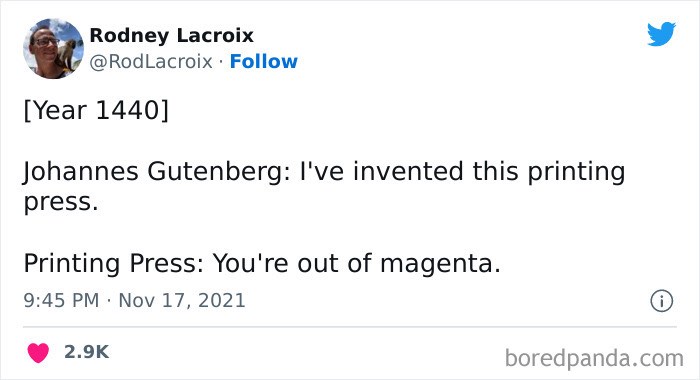 Rodney Lacroix
@RodLacroix · Follow
[Year 1440]
Johannes Gutenberg: I've invented this printing
press.
Printing Press: You're out of magenta.
9:45 PM · Nov 17, 2021
2.9K
boredpanda.com